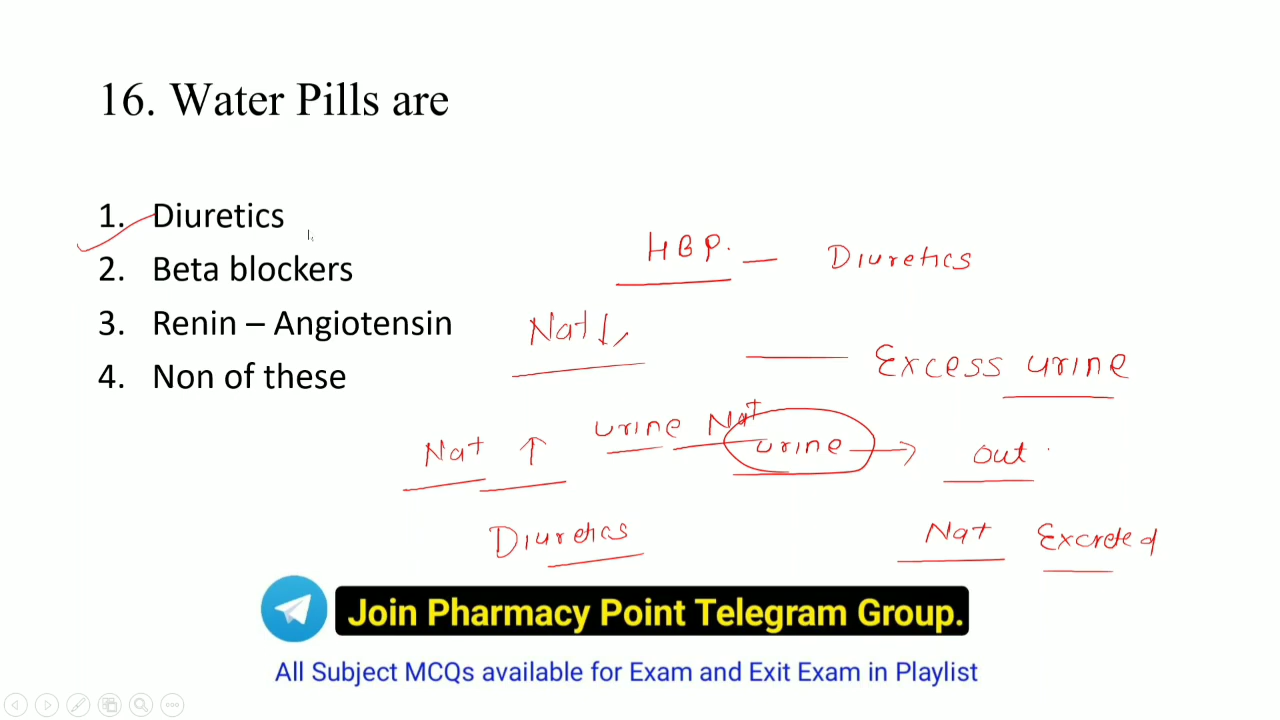 16. Water Pills are
1. Diuretics
2. Beta blockers
3. Renin – Angiotensin
4. Non of these
HBP. — Diuretics
Na+ ↓
Excess urine
Na+ ↑ urine Na+ urine → out
Diuretics
Na+ Excreted
Join Pharmacy Point Telegram Group.
All Subject MCQs available for Exam and Exit Exam in Playlist